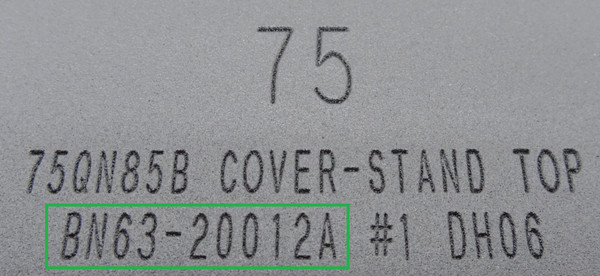 75
75QN85B COVER-STAND TOP
BN63-20012A #1 DH06